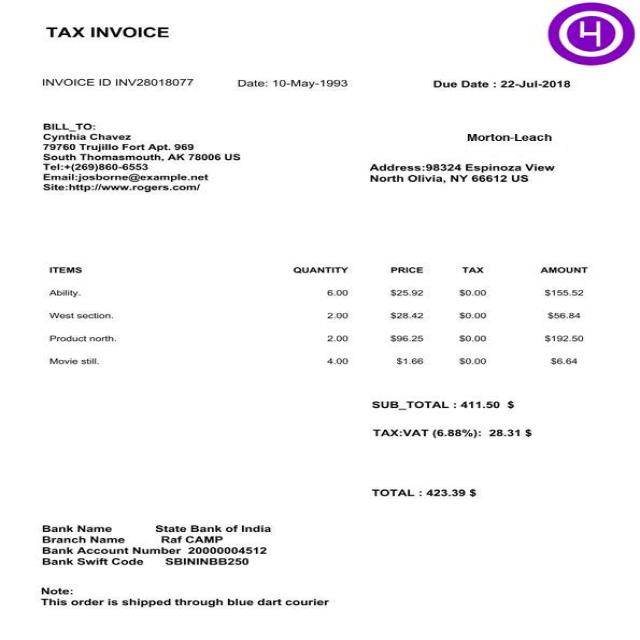 TAX INVOICE
INVOICE ID INV28018077 Date: 10-May-1993 Due Date : 22-Jul-2018
BILL_TO:
Cynthia Chavez
79760 Trujillo Fort Apt. 969
South Thomasmouth, AK 78006 US
Tel:+(269)860-6553
Email:josborne@example.net
Site:http://www.rogers.com/
Morton-Leach
Address:98324 Espinoza View
North Olivia, NY 66612 US
ITEMS QUANTITY PRICE TAX AMOUNT
Ability. 6.00 $25.92 $0.00 $155.52
West section. 2.00 $28.42 $0.00 $56.84
Product north. 2.00 $96.25 $0.00 $192.50
Movie still. 4.00 $1.66 $0.00 $6.64
SUB_TOTAL : 411.50 $
TAX:VAT (6.88%): 28.31 $
TOTAL : 423.39 $
Bank Name State Bank of India
Branch Name Raf CAMP
Bank Account Number 20000004512
Bank Swift Code SBININBB250
Note:
This order is shipped through blue dart courier